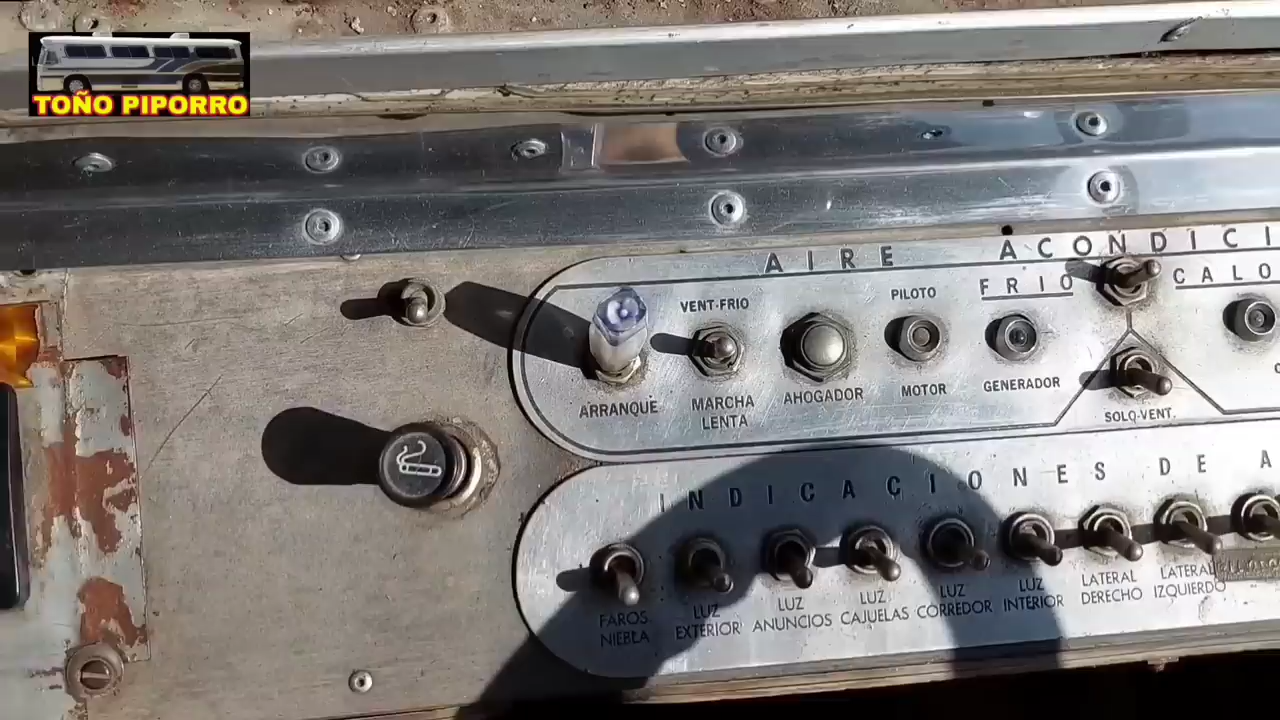 TOÑO PIPORRO
AIRE ACONDICI
VENT-FRIO
PILOTO
FRIO
CALO
ARRANQUE
MARCHA
LENTA
AHOGADOR
MOTOR
GENERADOR
SOLO-VENT.
INDICACIONES DE A
FAROS
NIEBLA
LUZ
EXTERIOR
LUZ
ANUNCIOS
LUZ
CAJUELAS
LUZ
CORREDOR
LUZ
INTERIOR
LATERAL
DERECHO
LATERAL
IZQUIERDO